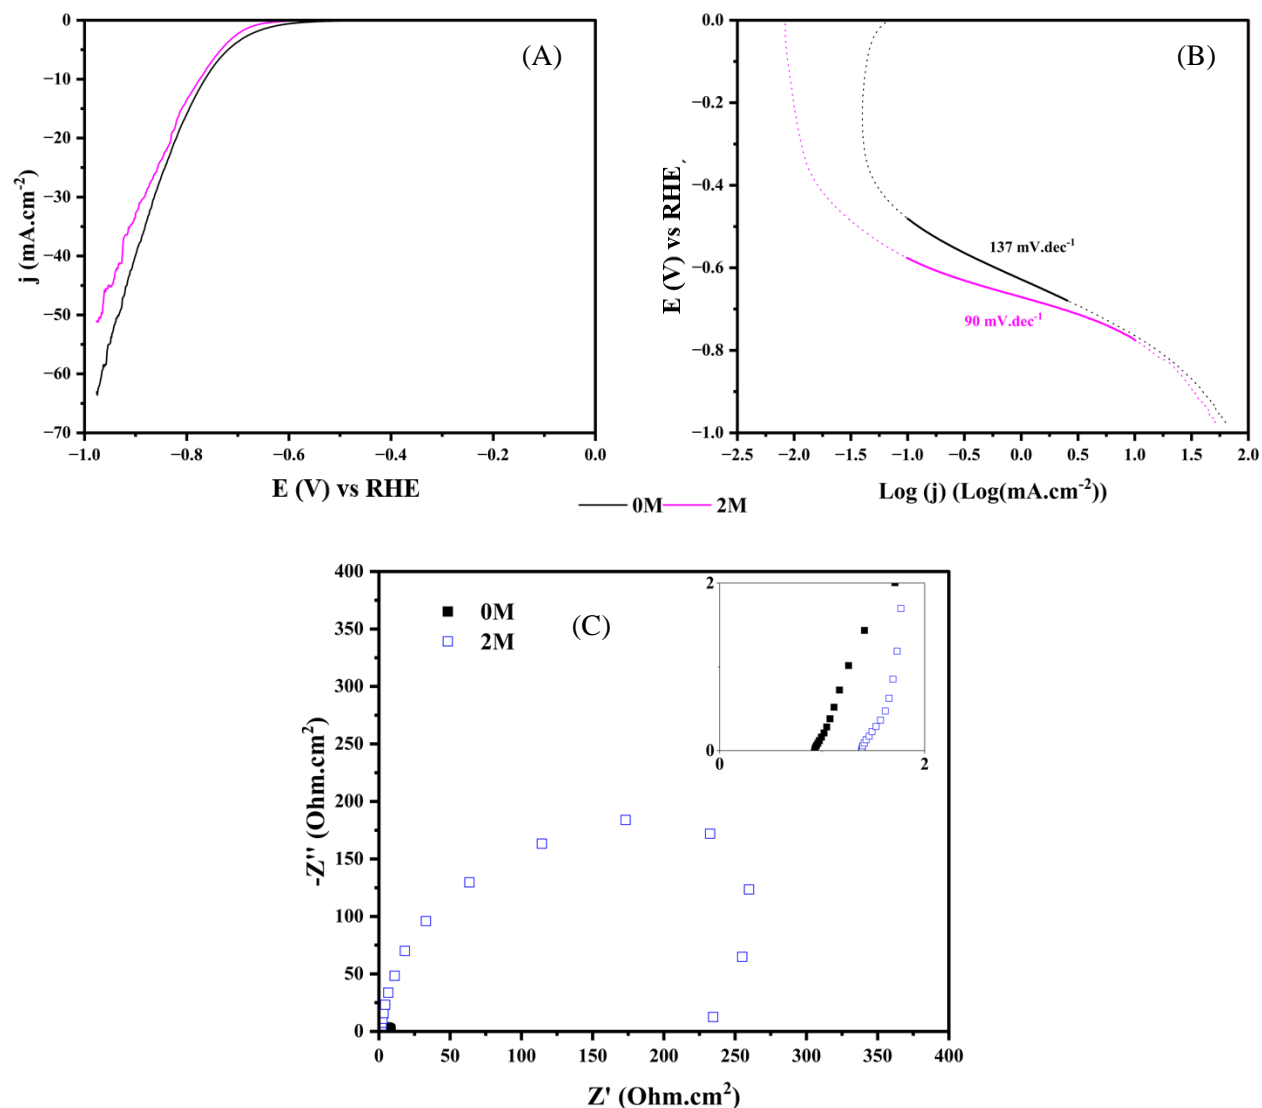 0
−10
−20
−30
−40
−50
−60
−70
j (mA.cm-2)
(A)
−1.0 −0.8 −0.6 −0.4 −0.2 0.0
E (V) vs RHE
0.0
−0.2
−0.4
−0.6
−0.8
−1.0
E (V) vs RHE
(B)
137 mV.dec-1
90 mV.dec-1
−2.5 −2.0 −1.5 −1.0 −0.5 0.0 0.5 1.0 1.5 2.0
Log (j) (Log(mA.cm-2))
0M 2M
400
350
300
250
200
150
100
50
0
-Z'' (Ohm.cm2)
0M
2M
(C)
2
0
0 2
0 50 100 150 200 250 300 350 400
Z' (Ohm.cm2)